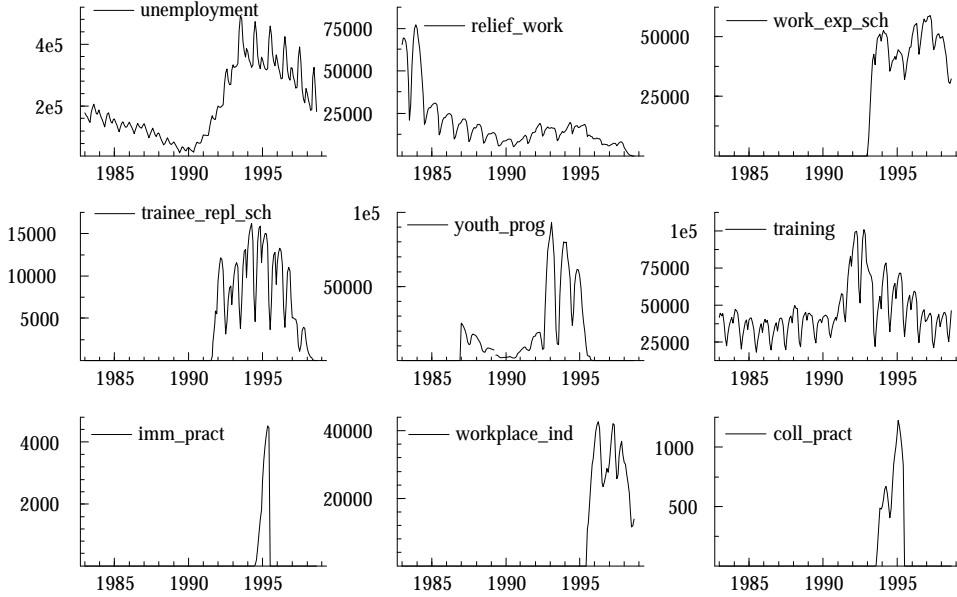 unemployment
4e5
2e5
1985 1990 1995
relief_work
75000
50000
25000
1985 1990 1995
work_exp_sch
50000
25000
1985 1990 1995
trainee_repl_sch
15000
10000
5000
1985 1990 1995
youth_prog
1e5
50000
1985 1990 1995
training
1e5
75000
50000
25000
1985 1990 1995
imm_pract
4000
2000
1985 1990 1995
workplace_ind
40000
20000
1985 1990 1995
coll_pract
1000
500
1985 1990 1995